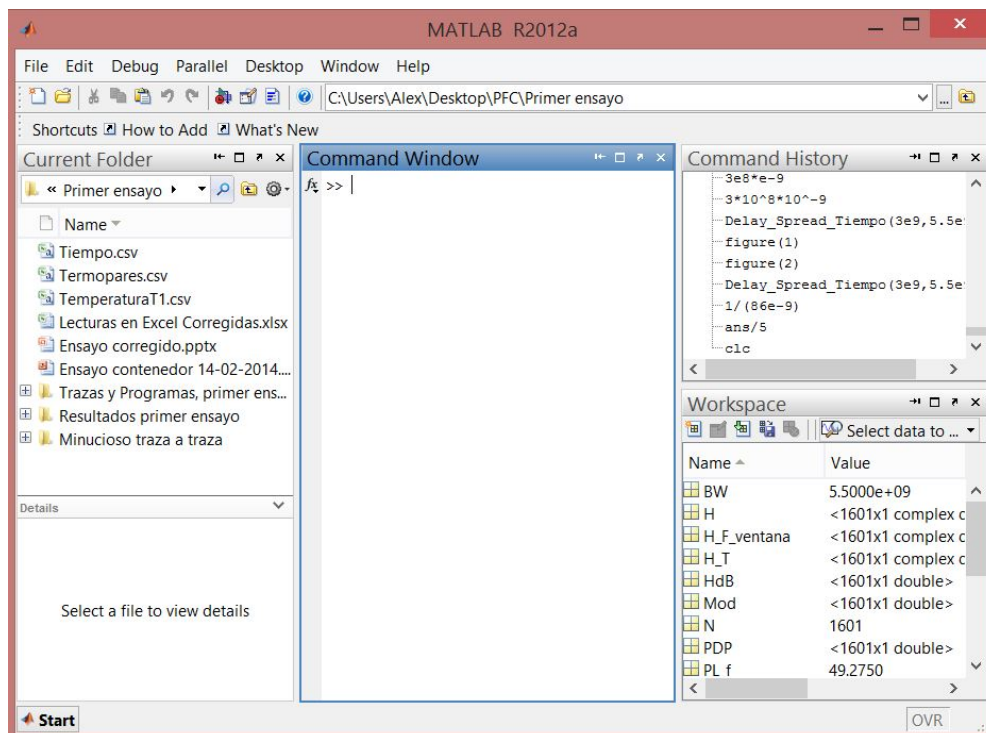 MATLAB R2012a
File Edit Debug Parallel Desktop Window Help
C:\Users\Alex\Desktop\PFC\Primer ensayo
...
Shortcuts How to Add What's New
Current Folder
« Primer ensayo
Name
Tiempo.csv
Termopares.csv
TemperaturaT1.csv
Lecturas en Excel Corregidas.xlsx
Ensayo corregido.pptx
Ensayo contenedor 14-02-2014....
Trazas y Programas, primer ens...
Resultados primer ensayo
Minucioso traza a traza
Details
Select a file to view details
Command Window
fx >>
Command History
3e8*e-9
3*10^8*10^-9
Delay_Spread_Tiempo(3e9,5.5e
figure(1)
figure(2)
Delay_Spread_Tiempo(3e9,5.5e
1/(86e-9)
ans/5
clc
Workspace
Select data to ...
Name Value
BW 5.5000e+09
H <1601x1 complex c
H_F_ventana <1601x1 complex c
H_T <1601x1 complex c
HdB <1601x1 double>
Mod <1601x1 double>
N 1601
PDP <1601x1 double>
PL_f 49.2750
Start
OVR